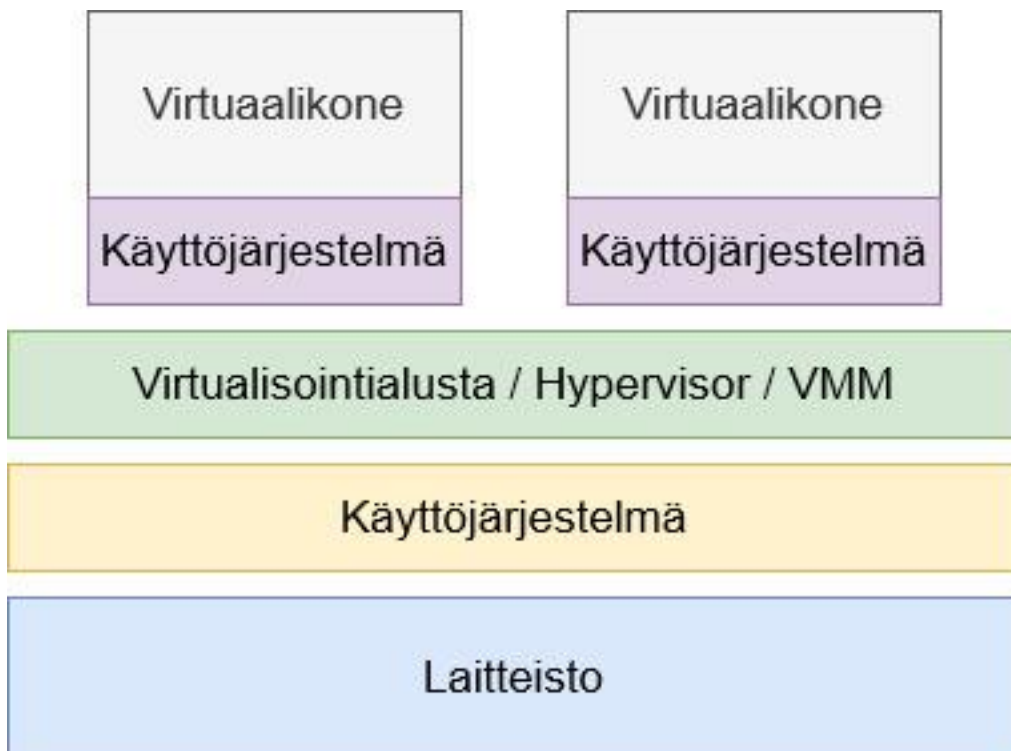 Virtuaalikone
Käyttöjärjestelmä
Virtuaalikone
Käyttöjärjestelmä
Virtualisointialusta / Hypervisor / VMM
Käyttöjärjestelmä
Laitteisto